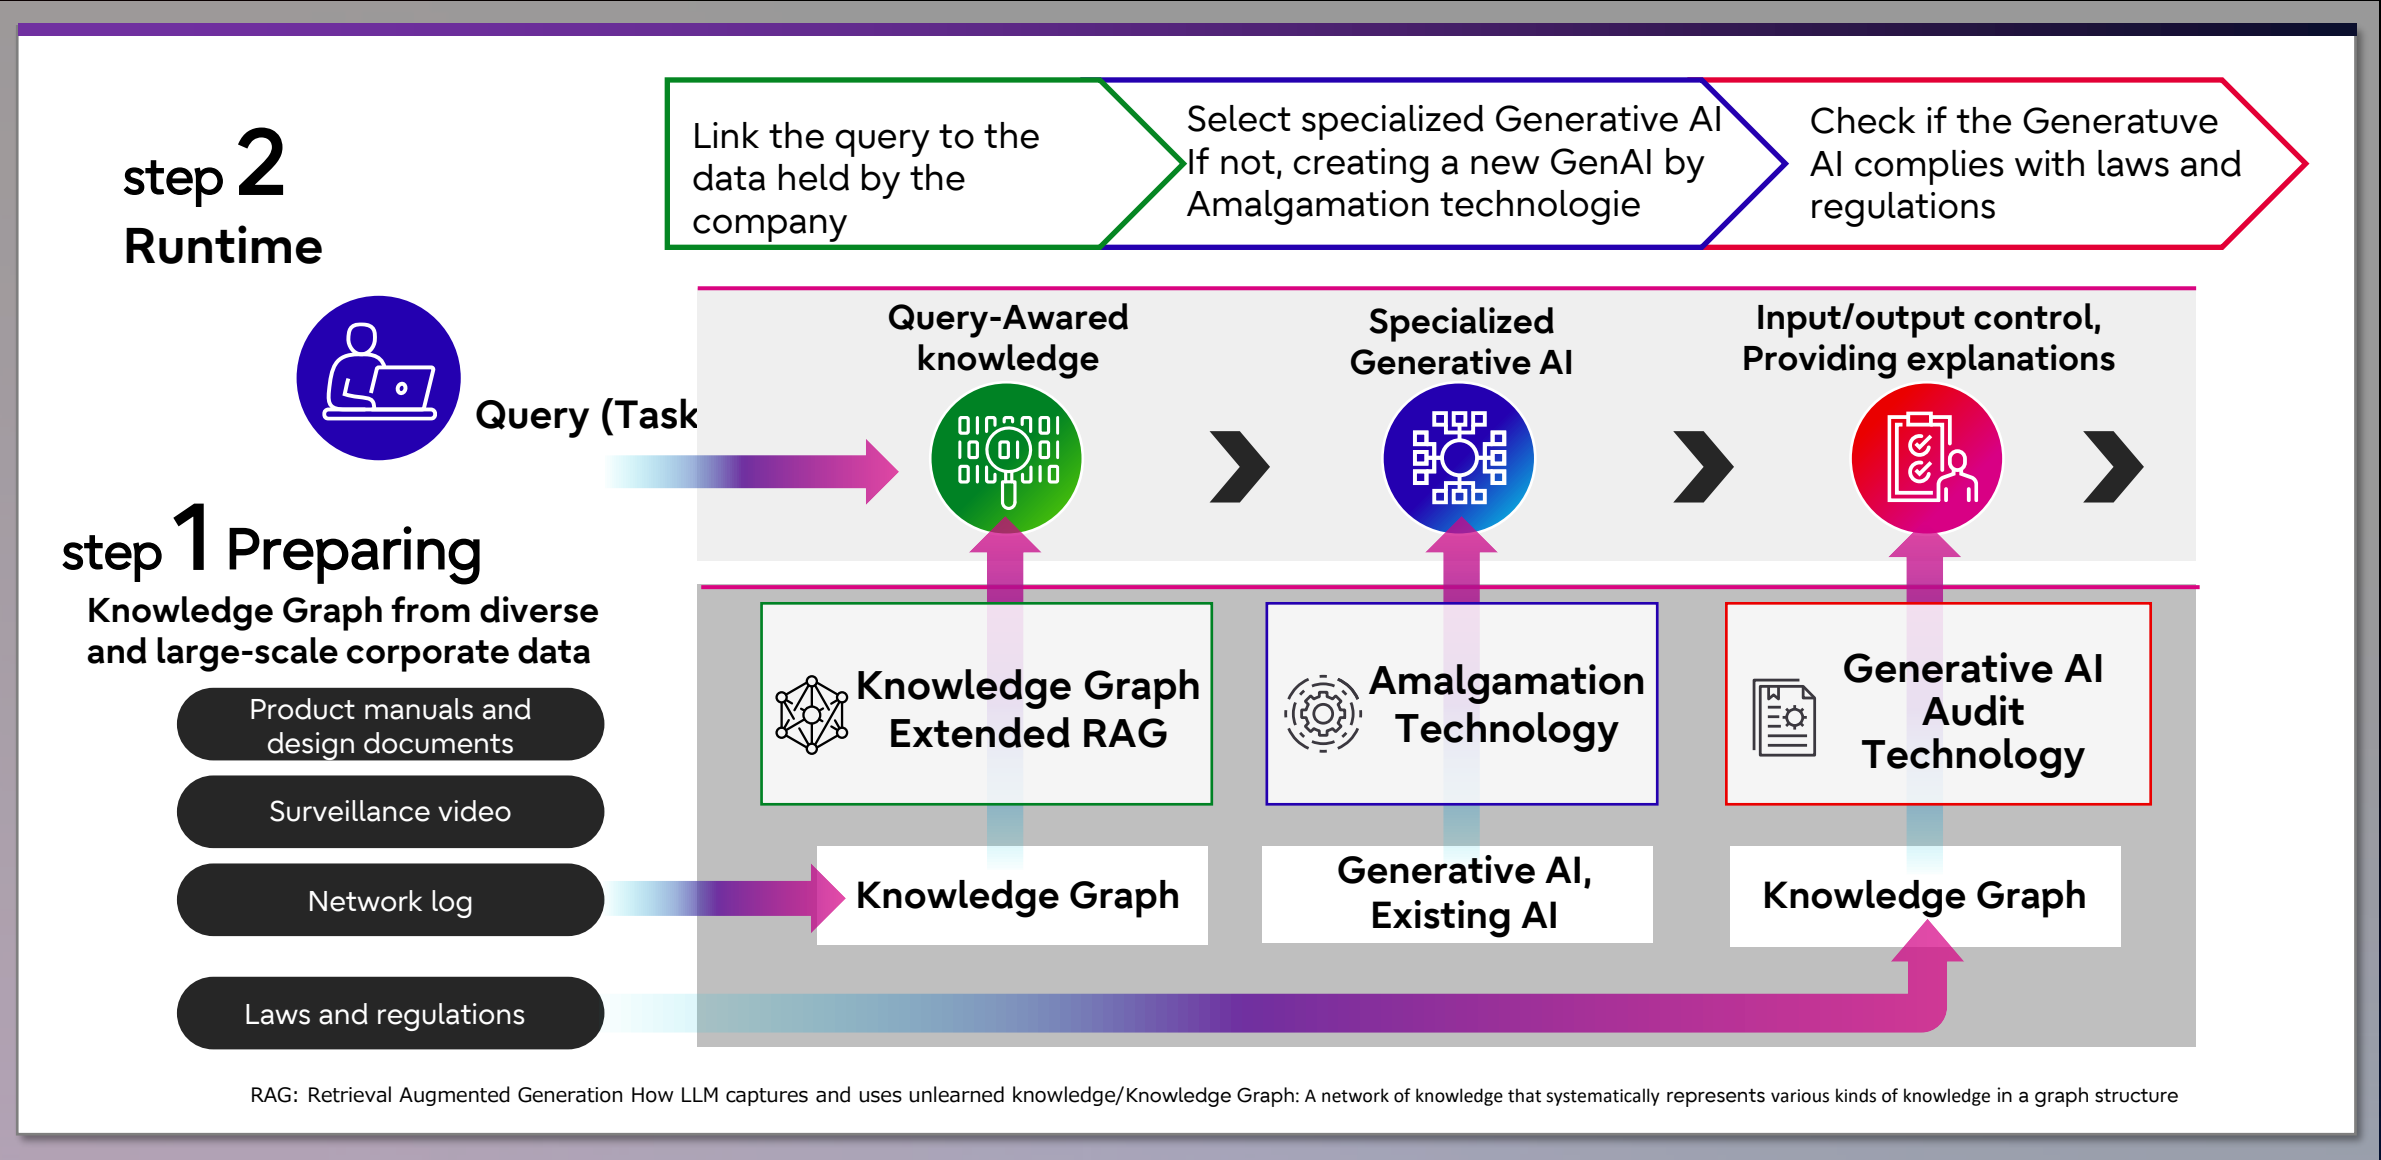 step 2
Runtime
Link the query to the
data held by the
company
Select specialized Generative AI
If not, creating a new GenAI by
Amalgamation technologie
Check if the Generatuve
AI complies with laws and
regulations
Query (Task
Query-Awared
knowledge
Specialized
Generative AI
Input/output control,
Providing explanations
step 1 Preparing
Knowledge Graph from diverse
and large-scale corporate data
Product manuals and
design documents
Surveillance video
Network log
Laws and regulations
Knowledge Graph
Extended RAG
Amalgamation
Technology
Generative AI
Audit
Technology
Knowledge Graph
Generative AI,
Existing AI
Knowledge Graph
RAG: Retrieval Augmented Generation How LLM captures and uses unlearned knowledge/Knowledge Graph: A network of knowledge that systematically represents various kinds of knowledge in a graph structure